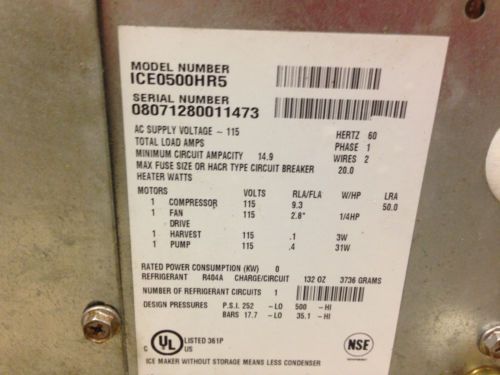 MODEL NUMBER
ICE0500HR5
SERIAL NUMBER
08071280011473
AC SUPPLY VOLTAGE ~ 115 HERTZ 60
TOTAL LOAD AMPS PHASE 1
MINIMUM CIRCUIT AMPACITY 14.9 WIRES 2
MAX FUSE SIZE OR HACR TYPE CIRCUIT BREAKER 20.0
HEATER WATTS
MOTORS VOLTS RLA/FLA W/HP LRA
1 COMPRESSOR 115 9.3 50.0
1 FAN 115 2.8" 1/4HP
DRIVE
1 HARVEST 115 .1 3W
1 PUMP 115 .4 31W
RATED POWER CONSUMPTION (KW) 0
REFRIGERANT R404A CHARGE/CIRCUIT 132 OZ 3736 GRAMS
NUMBER OF REFRIGERANT CIRCUITS 1
DESIGN PRESSURES P.S.I. 252 -LO 500 -HI
BARS 17.7 -LO 35.1 -HI
C UL US LISTED 361P NSF
ICE MAKER WITHOUT STORAGE MEANS LESS CONDENSER